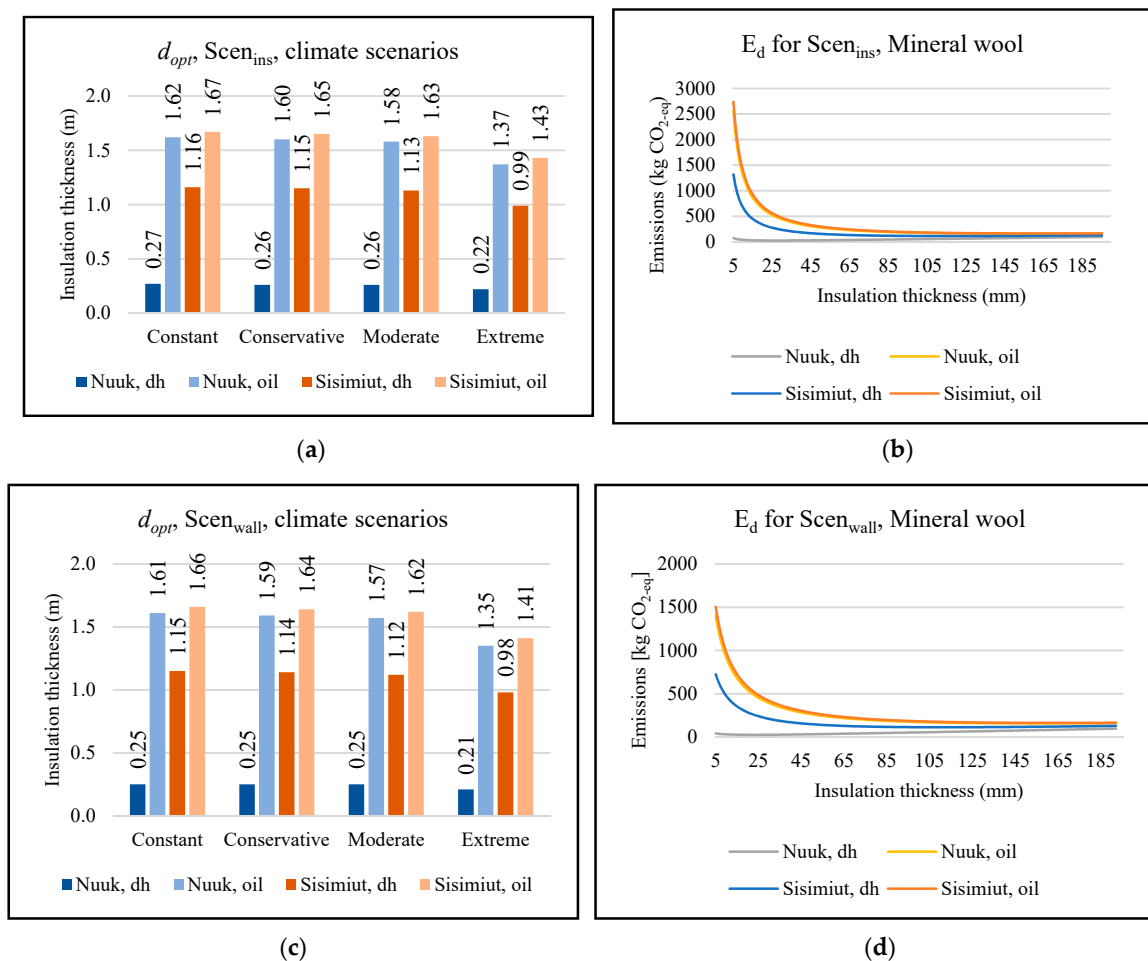 d_opt, Scen_ins, climate scenarios
Insulation thickness (m)
2.0
1.5
1.0
0.5
0.0
0.27 1.62 1.16 1.67
0.26 1.60 1.15 1.65
0.26 1.58 1.13 1.63
0.22 1.37 0.99 1.43
Constant Conservative Moderate Extreme
Nuuk, dh Nuuk, oil Sisimiut, dh Sisimiut, oil
(a)
E_d for Scen_ins, Mineral wool
Emissions (kg CO_2-eq)
3000
2500
2000
1500
1000
500
0
5 25 45 65 85 105 125 145 165 185
Insulation thickness (mm)
Nuuk, dh Nuuk, oil
Sisimiut, dh Sisimiut, oil
(b)
d_opt, Scen_wall, climate scenarios
Insulation thickness (m)
2.0
1.5
1.0
0.5
0.0
0.25 1.61 1.15 1.66
0.25 1.59 1.14 1.64
0.25 1.57 1.12 1.62
0.21 1.35 0.98 1.41
Constant Conservative Moderate Extreme
Nuuk, dh Nuuk, oil Sisimiut, dh Sisimiut, oil
(c)
E_d for Scen_wall, Mineral wool
Emissions [kg CO_2-eq]
2000
1500
1000
500
0
5 25 45 65 85 105 125 145 165 185
Insulation thickness (mm)
Nuuk, dh Nuuk, oil
Sisimiut, dh Sisimiut, oil
(d)